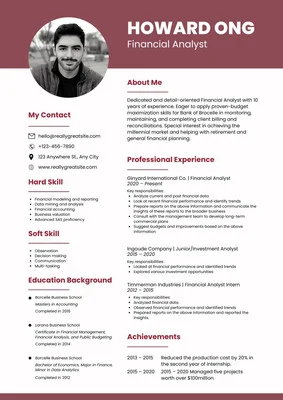 HOWARD ONG
Financial Analyst
My Contact
hello@reallygreatsite.com
+123-456-7890
123 Anywhere St., Any City
www.reallygreatsite.com
Hard Skill
Financial modeling and reporting
Data mining and analysis
Financial accounting
Business valuation
Advanced SAS proficiency
Soft Skill
Observation
Decision making
Communication
Multi-tasking
Education Background
Borcelle Business School
Masters in Accounting
Completed in 2016
Larana Business School
Certificate in Financial Management,
Financial Analysis, and Public Budgeting
Completed in 2014
Borcelle Business School
Bachelor of Economics, Major in Finance,
Minor in Data Analytics
Completed in 2012
About Me
Dedicated and detail-oriented Financial Analyst with 10
years of experience. Eager to apply proven-budget
maximization skills for Bank of Brocelle in monitoring,
maintaining, and completing client billing and
reconciliations. Special interest in achieving the
millennial market and helping with retirement and
general financial planning.
Professional Experience
Ginyard International Co. | Financial Analyst
2020 – Present
Key responsibilities:
Analyze current and past financial data
Look at recent financial performance and identify trends
Prepare reports on the above information and communicate the
insights of these reports to the broader business
Consult with the management team to develop long-term
commercial plans
Suggest budgets and improvements based on the above
information
Ingoude Company | Junior/Investment Analyst
2015 – 2020
Key responsibilities:
Looked at financial performance and identified trends
Explored various investment opportunities
Timmerman Industries | Financial Analyst Intern
2012 – 2015
Key responsibilities:
Analyzed financial data
Observed financial performance and identified trends
Prepared reports on the above information and reported the
insights.
Achievements
2013 – 2015 Reduced the production cost by 20% in
the second year of internship.
2015 – 2020 Managed five projects
worth over $100million.